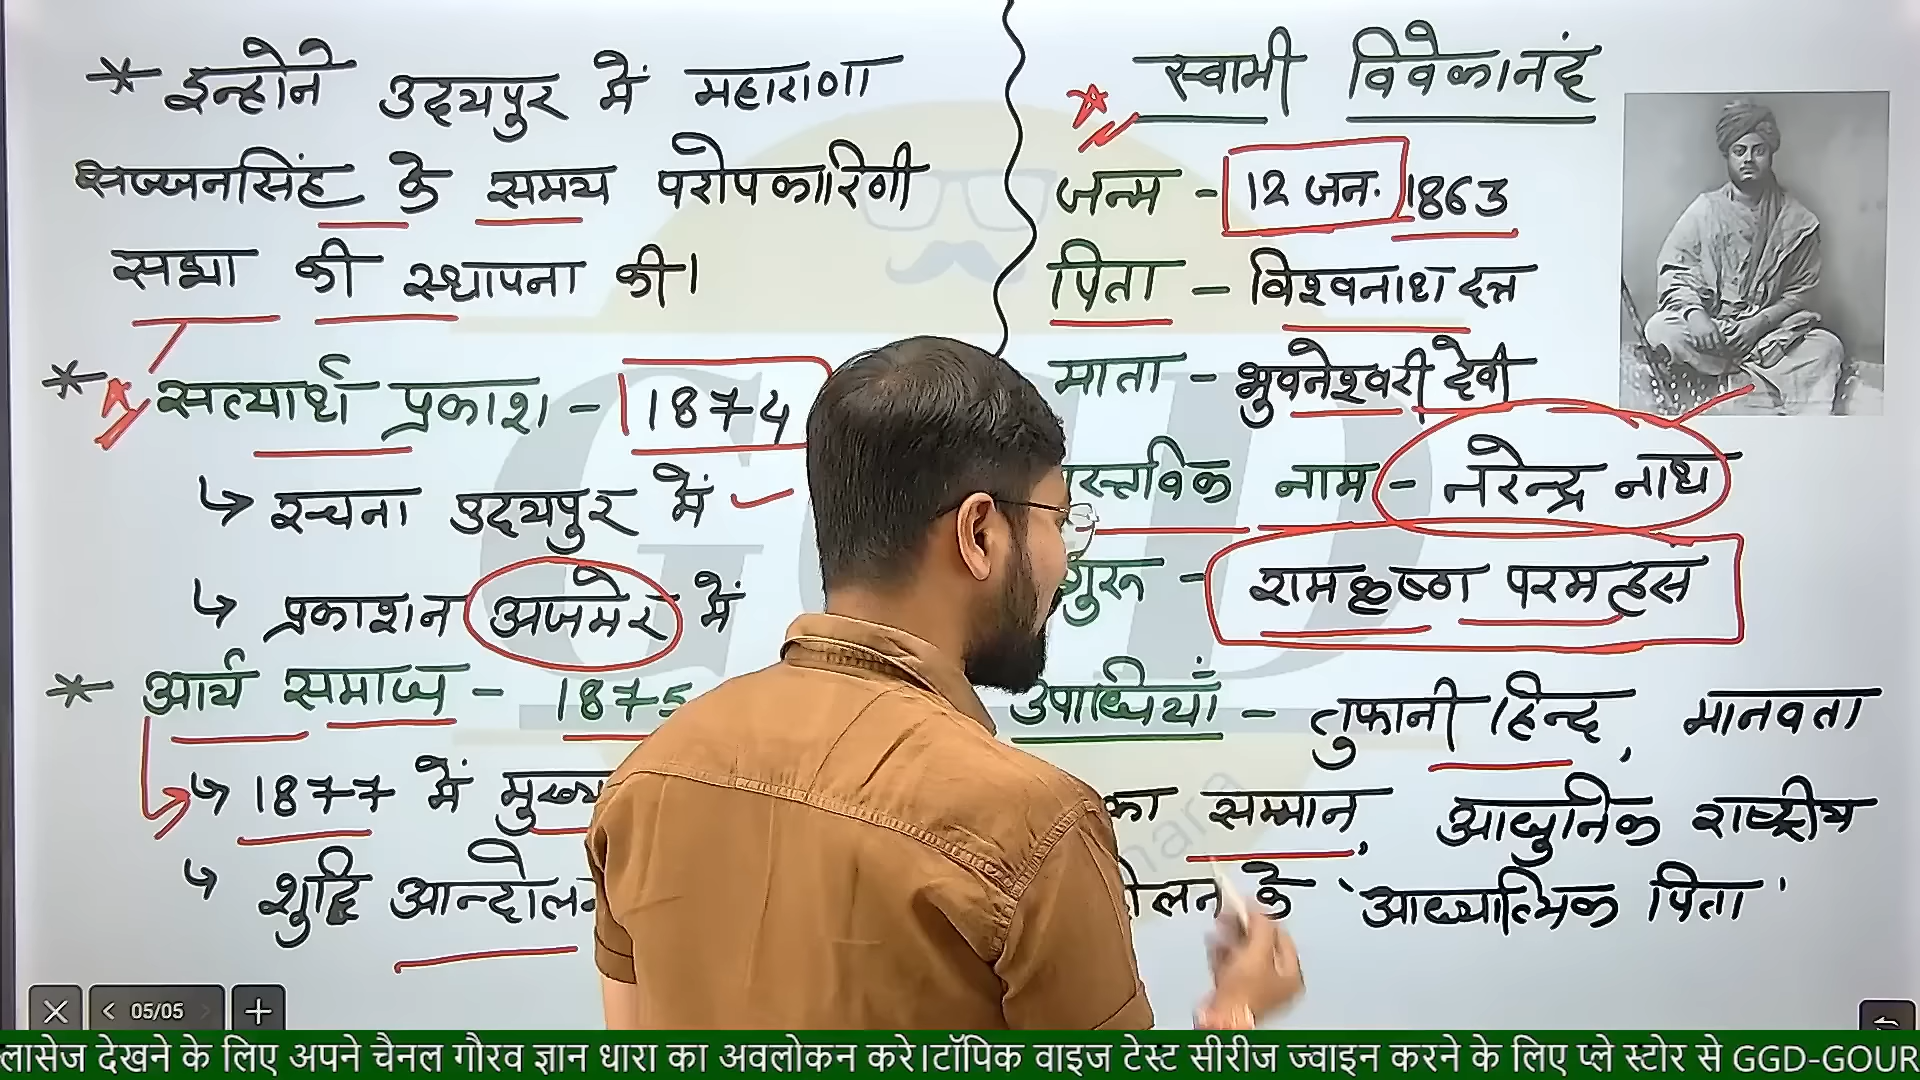 * इन्होने उदयपुर में महाराणा
सज्जनसिंह के समय परोपकारिणी
सभा की स्थापना की।
* सत्यार्थ प्रकाश - 1874
↳ रचना उदयपुर में
↳ प्रकाशन अजमेर में
* आर्य समाज - 1875
↳ 1877 में
↳ शुद्धि
स्वामी विवेकानंद
जन्म - 12 जन. 1863
पिता - विश्वनाथ दत्त
माता - भुवनेश्वरी देवी
नाम - नरेन्द्र नाथ
गुरू - रामकृष्ण परमहंस
उपाधियाँ - तुफानी हिन्द, मानवता
का सम्मान, आधुनिक राष्ट्रीय
के 'आध्यात्मिक पिता'
05/05
लासेज देखने के लिए अपने चैनल गौरव ज्ञान धारा का अवलोकन करे।टॉपिक वाइज टेस्ट सीरीज ज्वाइन करने के लिए प्ले स्टोर से GGD-GOUR